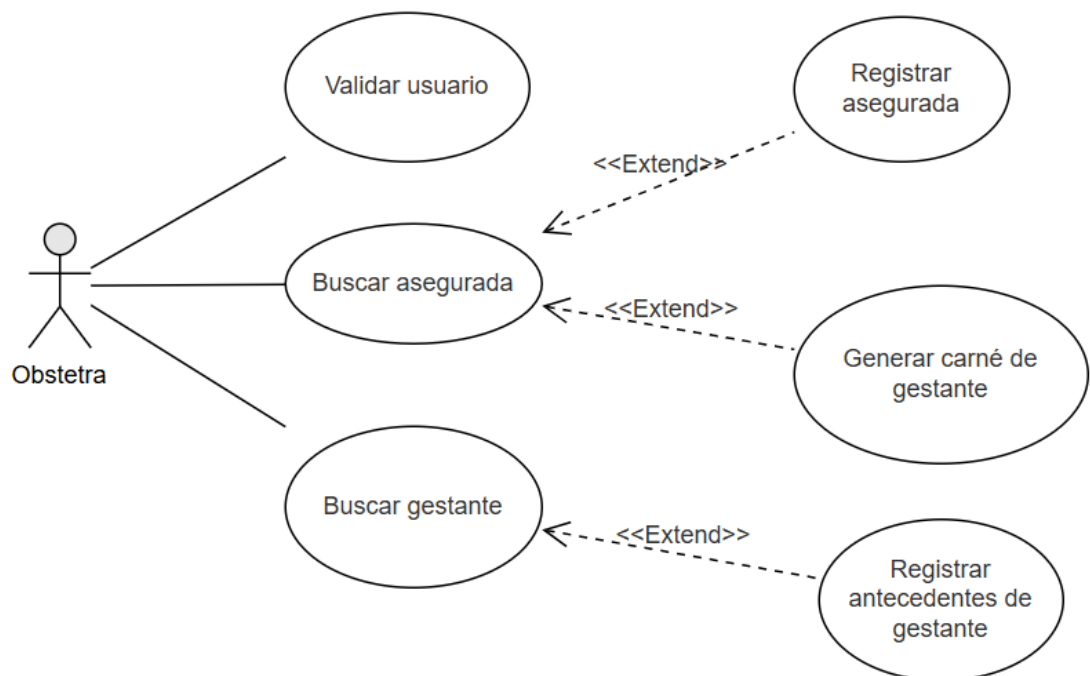 Validar usuario
Registrar
asegurada
<<Extend>>
Buscar asegurada
<<Extend>>
Generar carné de
gestante
Obstetra
Buscar gestante
<<Extend>>
Registrar
antecedentes de
gestante